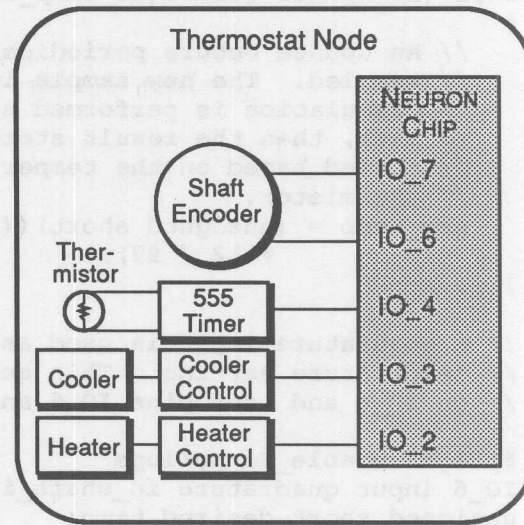 Thermostat Node
NEURON
CHIP
IO_7
Shaft
Encoder
IO_6
Ther-
mistor
555
Timer
IO_4
Cooler
Cooler
Control
IO_3
Heater
Heater
Control
IO_2